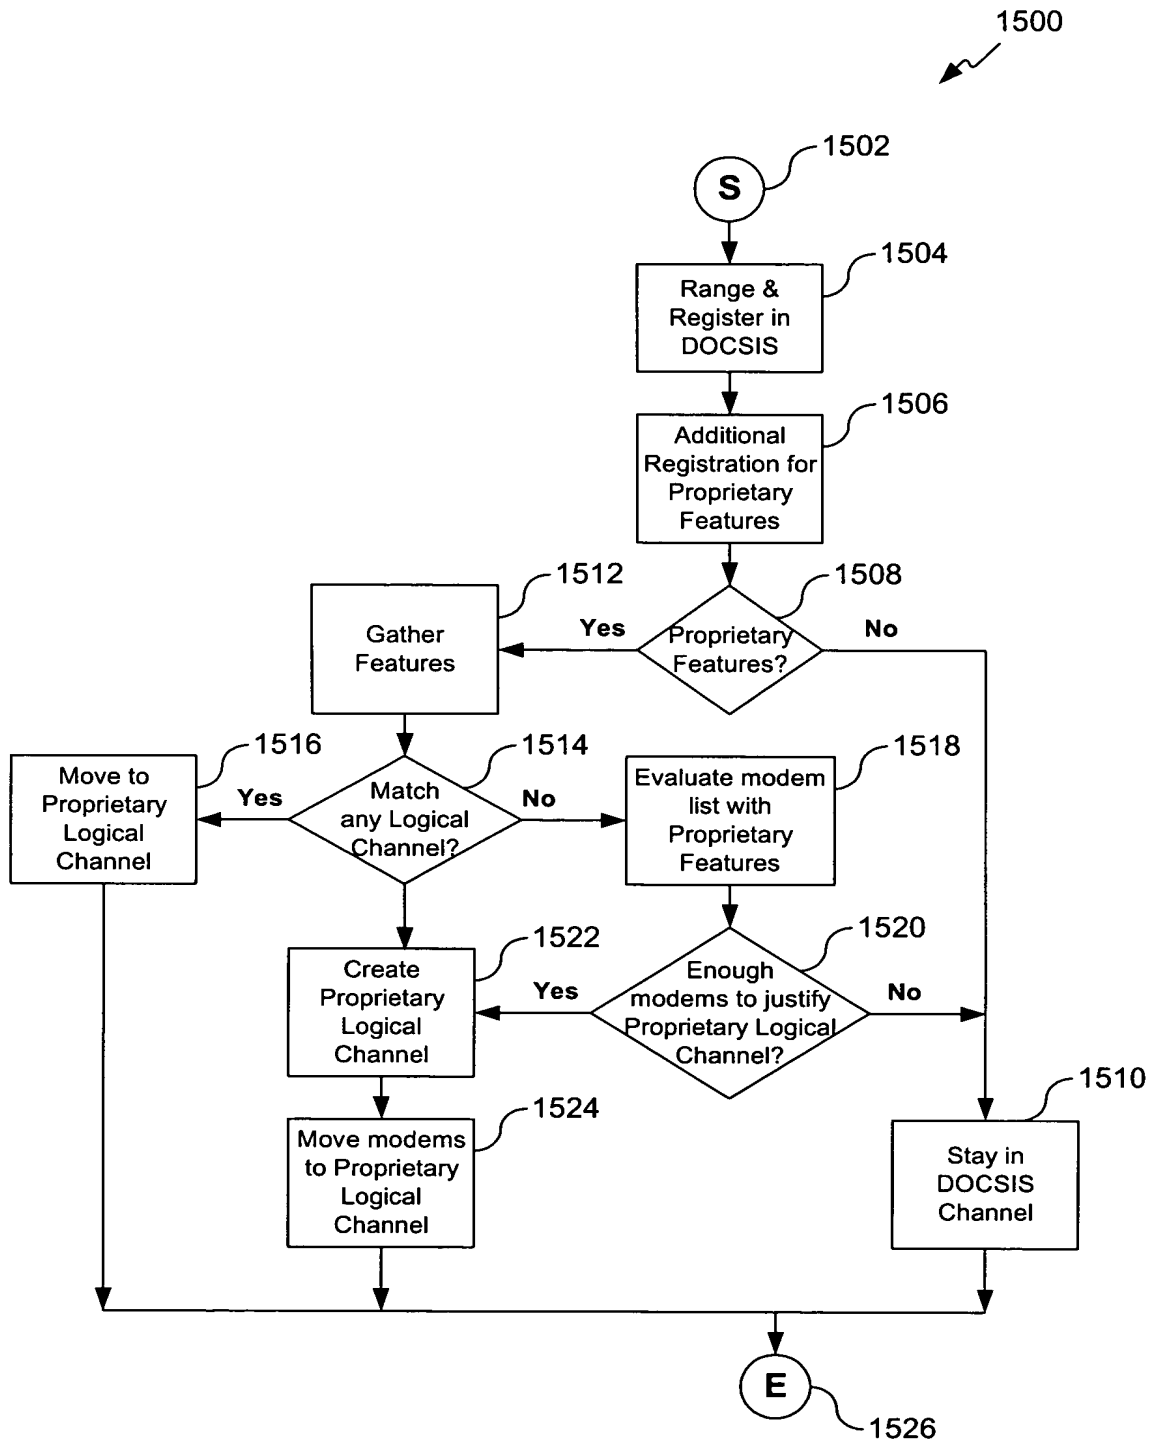 1500
1502
S
1504
Range &
Register in
DOCSIS
1506
Additional
Registration for
Proprietary
Features
1508
Proprietary
Features?
Yes
No
1512
Gather
Features
1514
Match
any Logical
Channel?
Yes
No
1516
Move to
Proprietary
Logical
Channel
1518
Evaluate modem
list with
Proprietary
Features
1520
Enough
modems to justify
Proprietary Logical
Channel?
Yes
No
1522
Create
Proprietary
Logical
Channel
1524
Move modems
to Proprietary
Logical
Channel
1510
Stay in
DOCSIS
Channel
E
1526